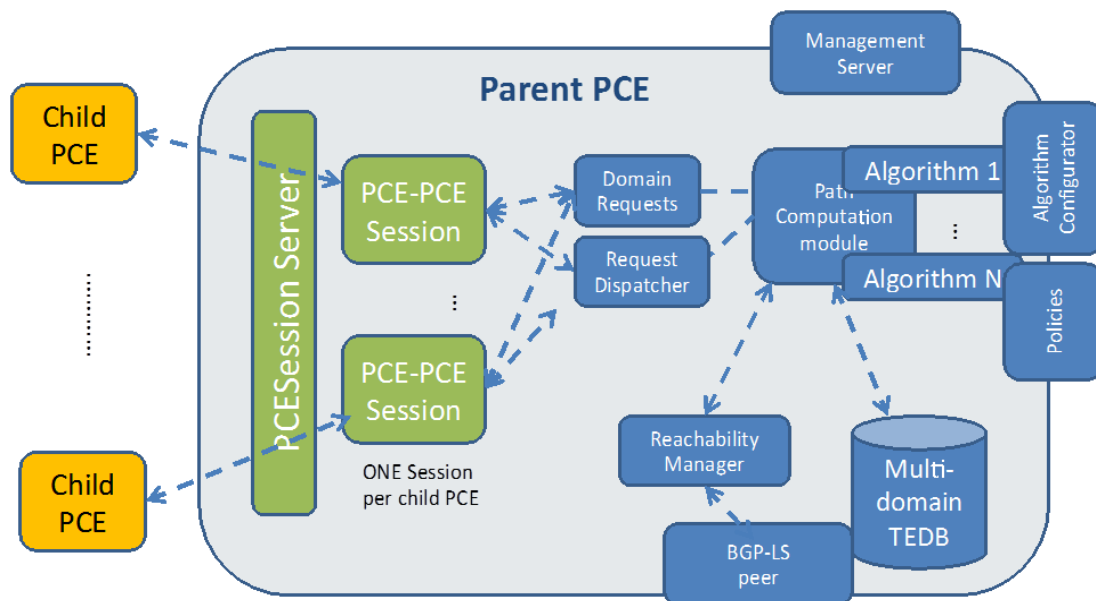 Management
Server
Parent PCE
Child
PCE
PCESession Server
PCE-PCE
Session
Domain
Requests
Request
Dispatcher
Path
Computation
module
Algorithm 1
...
Algorithm N
Algorithm
Configurator
Policies
...........
...
PCE-PCE
Session
ONE Session
per child PCE
Child
PCE
Reachability
Manager
BGP-LS
peer
Multi-
domain
TEDB